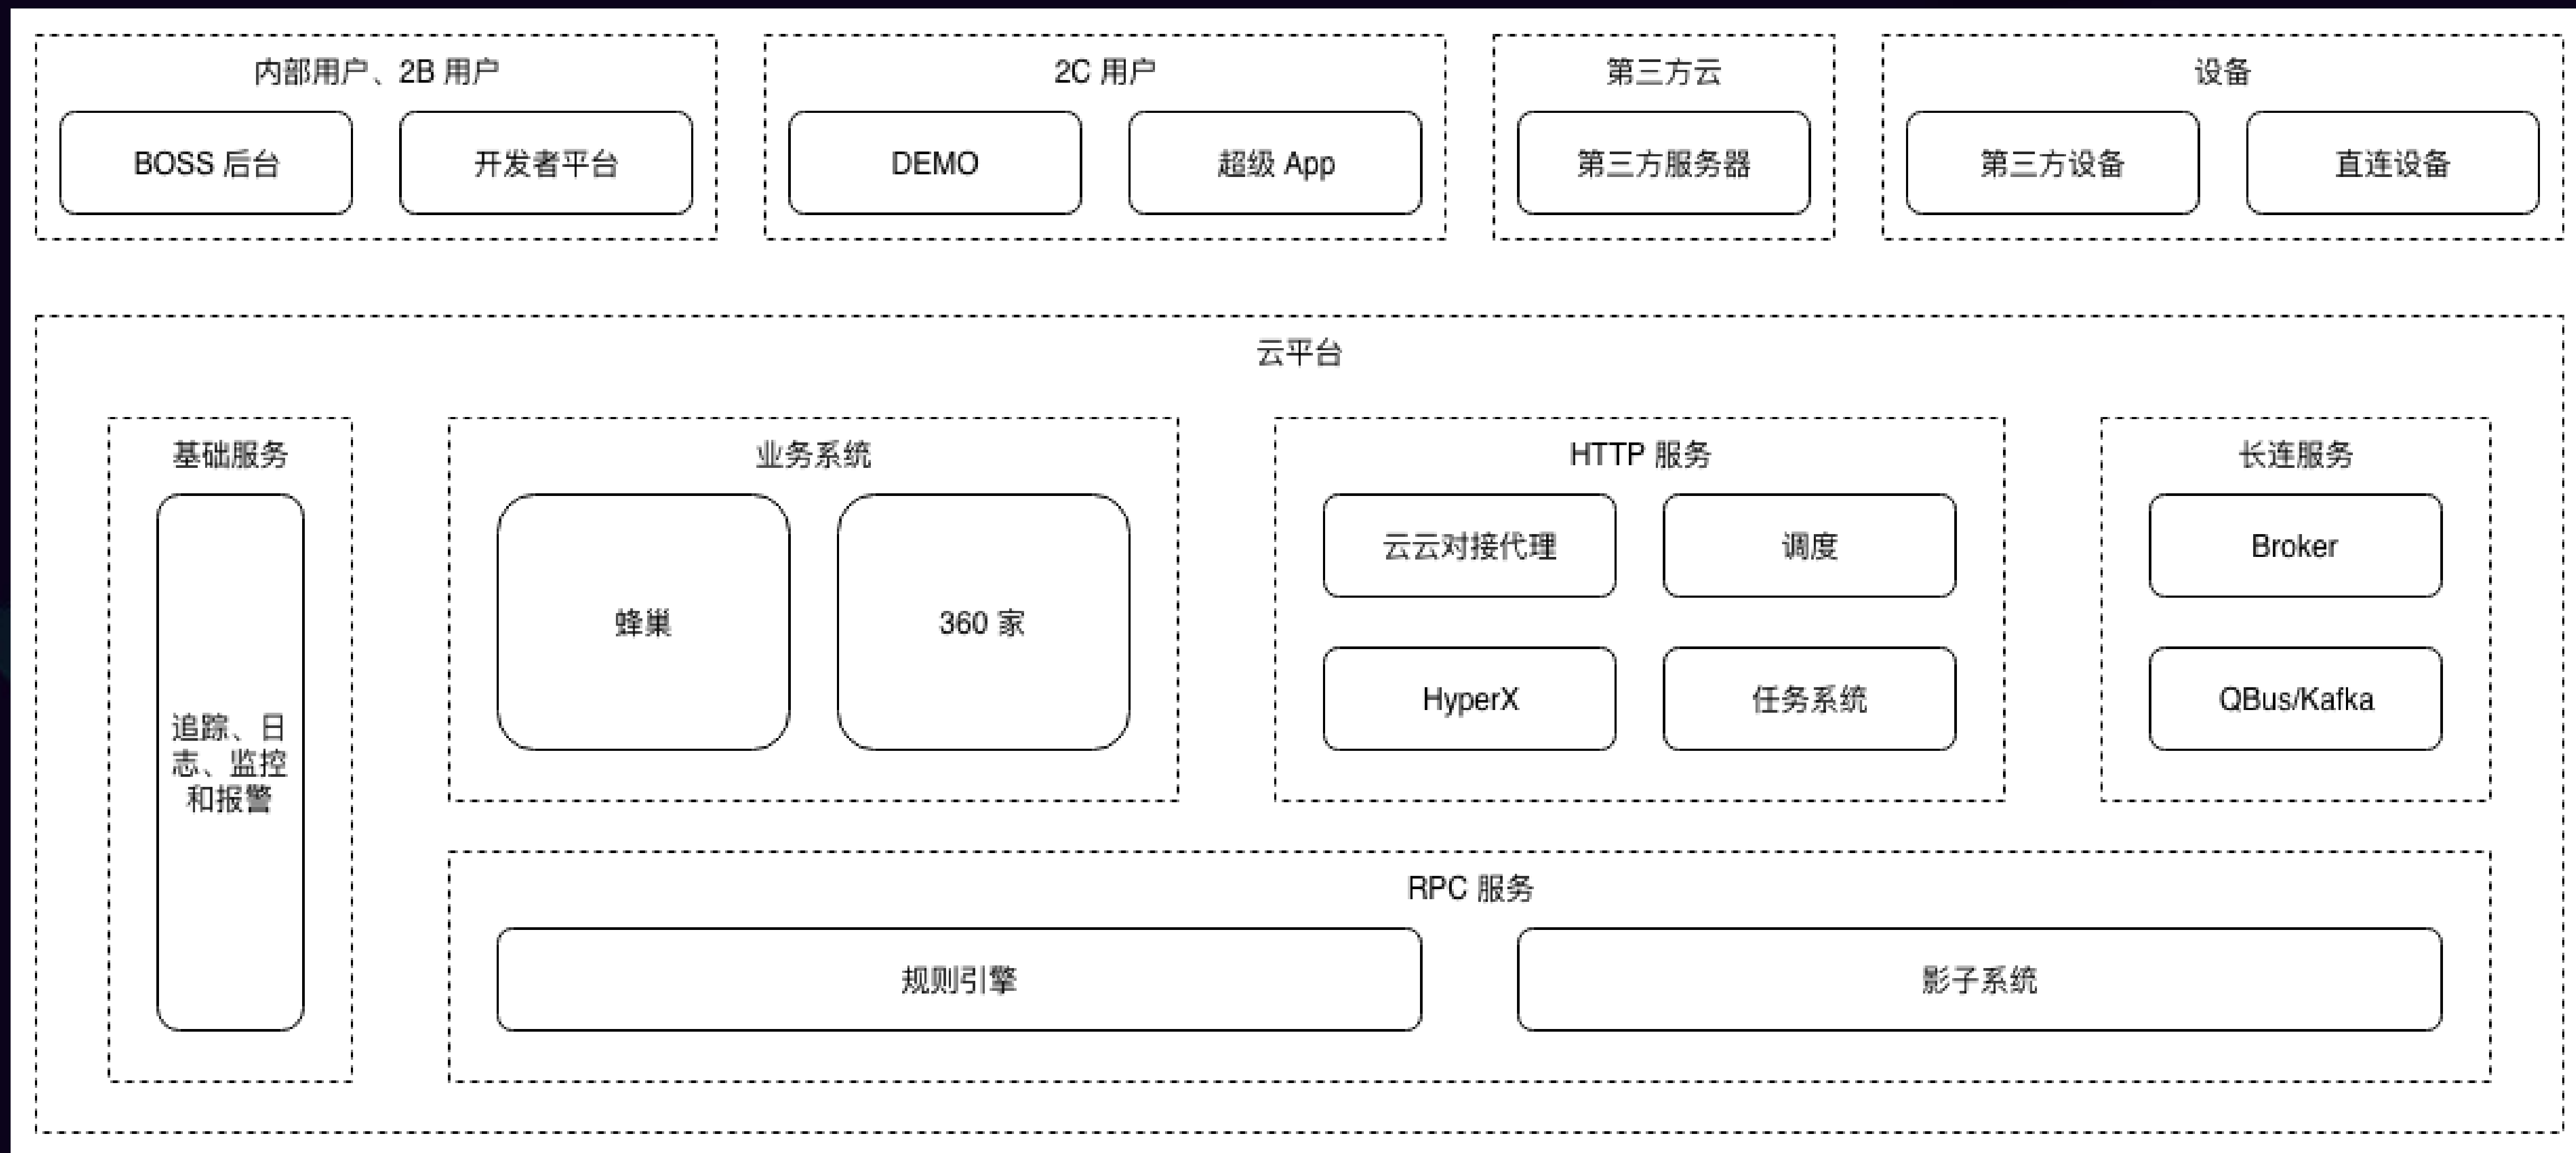 内部用户、2B 用户
BOSS 后台
开发者平台
2C 用户
DEMO
超级 App
第三方云
第三方服务器
设备
第三方设备
直连设备
云平台
基础服务
追踪、日
志、监控
和报警
业务系统
蜂巢
360 家
HTTP 服务
云云对接代理
调度
HyperX
任务系统
长连服务
Broker
QBus/Kafka
RPC 服务
规则引擎
影子系统